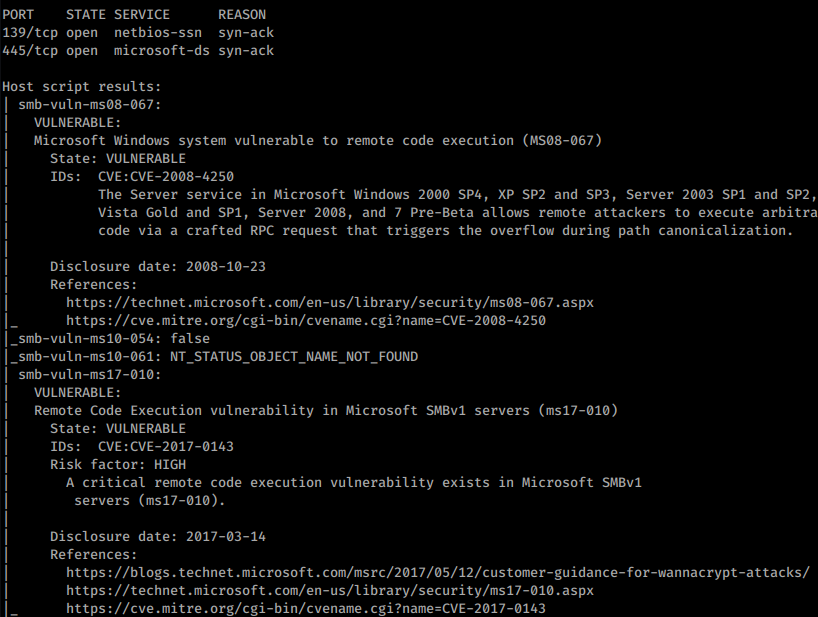 PORT    STATE SERVICE      REASON
139/tcp open  netbios-ssn  syn-ack
445/tcp open  microsoft-ds syn-ack

Host script results:
| smb-vuln-ms08-067:
|   VULNERABLE:
|   Microsoft Windows system vulnerable to remote code execution (MS08-067)
|     State: VULNERABLE
|     IDs:  CVE:CVE-2008-4250
|           The Server service in Microsoft Windows 2000 SP4, XP SP2 and SP3, Server 2003 SP1 and SP2,
|           Vista Gold and SP1, Server 2008, and 7 Pre-Beta allows remote attackers to execute arbitra
|           code via a crafted RPC request that triggers the overflow during path canonicalization.
|
|     Disclosure date: 2008-10-23
|     References:
|       https://technet.microsoft.com/en-us/library/security/ms08-067.aspx
|_      https://cve.mitre.org/cgi-bin/cvename.cgi?name=CVE-2008-4250
|_smb-vuln-ms10-054: false
|_smb-vuln-ms10-061: NT_STATUS_OBJECT_NAME_NOT_FOUND
| smb-vuln-ms17-010:
|   VULNERABLE:
|   Remote Code Execution vulnerability in Microsoft SMBv1 servers (ms17-010)
|     State: VULNERABLE
|     IDs:  CVE:CVE-2017-0143
|     Risk factor: HIGH
|       A critical remote code execution vulnerability exists in Microsoft SMBv1
|        servers (ms17-010).
|
|     Disclosure date: 2017-03-14
|     References:
|       https://blogs.technet.microsoft.com/msrc/2017/05/12/customer-guidance-for-wannacrypt-attacks/
|       https://technet.microsoft.com/en-us/library/security/ms17-010.aspx
|_      https://cve.mitre.org/cgi-bin/cvename.cgi?name=CVE-2017-0143